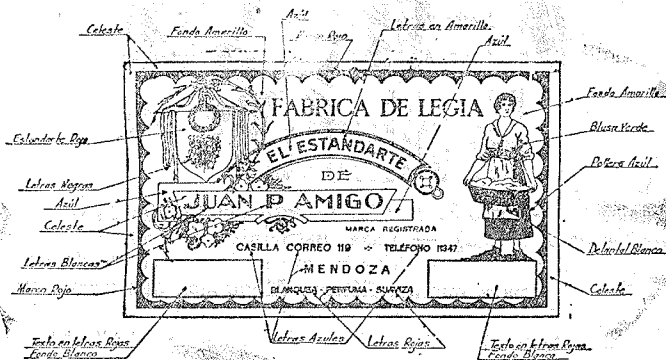 Azúl
Celeste
Fondo Amarillo
Rojo
Letras en Amarillo
Azúl
FABRICA DE LEGIA
Fondo Amarillo
Estandarte Rojo
EL ESTANDARTE
Blusa Verde
DE
Letras Negras
Pollera Azúl
Azúl
JUAN P AMIGO
Celeste
MARCA REGISTRADA
CASILLA CORREO 119 - TELÉFONO 11347
Delantal Blanco
Letras Blancas
MENDOZA
Celeste
Marco Rojo
BLANQUEA - PERFUMA - SUAVIZA
Texto en letras Rojas
Fondo Blanco
Letras Azules
Letras Rojas
Texto en letras Rojas
Fondo Blanco